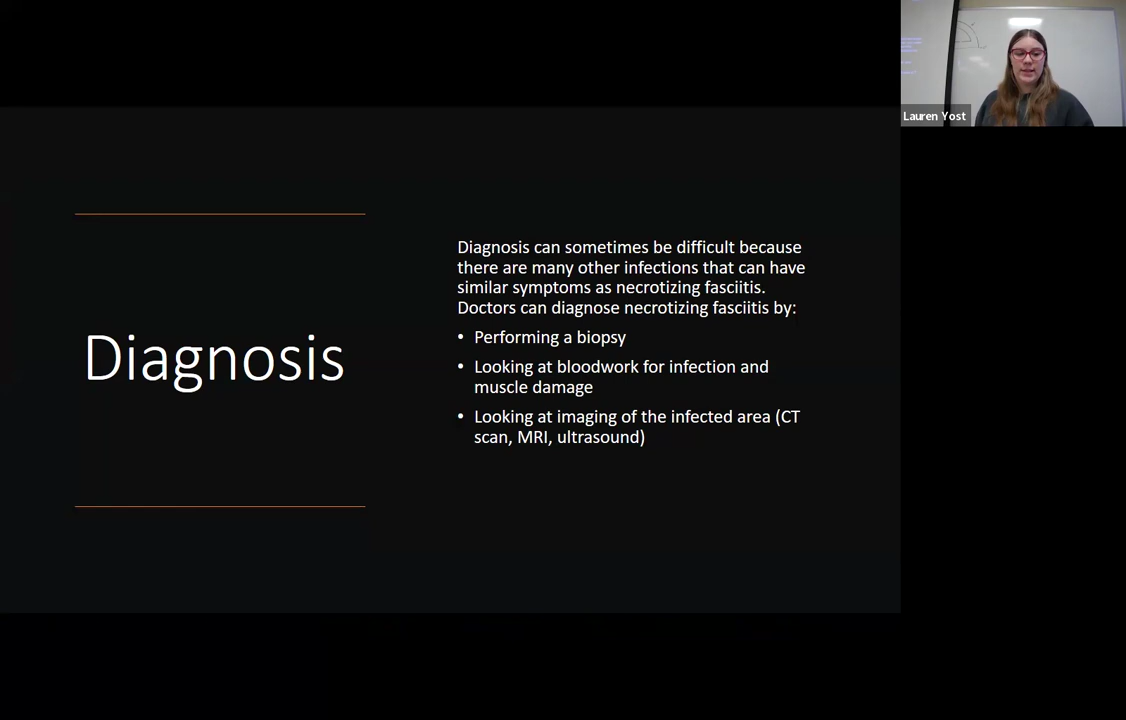 Lauren Yost
Diagnosis
Diagnosis can sometimes be difficult because
there are many other infections that can have
similar symptoms as necrotizing fasciitis.
Doctors can diagnose necrotizing fasciitis by:
• Performing a biopsy
• Looking at bloodwork for infection and
muscle damage
• Looking at imaging of the infected area (CT
scan, MRI, ultrasound)